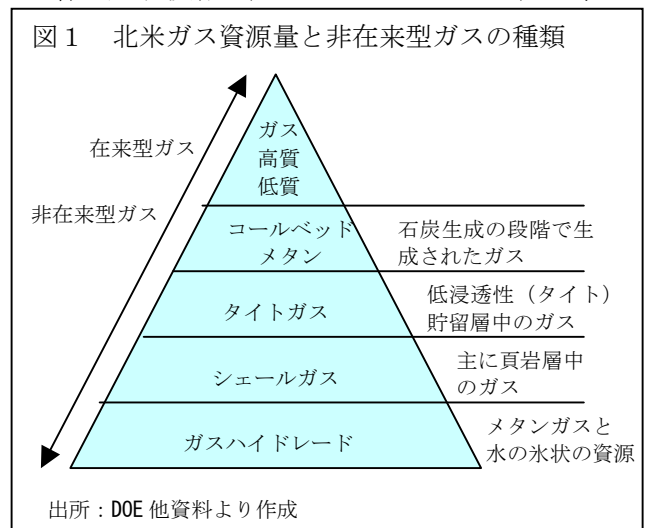 図１　北米ガス資源量と非在来型ガスの種類
在来型ガス
非在来型ガス
ガス
高質
低質
コールベッド
メタン
石炭生成の段階で生
成されたガス
タイトガス
低浸透性（タイト）
貯留層中のガス
シェールガス
主に頁岩層中
のガス
ガスハイドレード
メタンガスと
水の氷状の資源
出所：DOE 他資料より作成